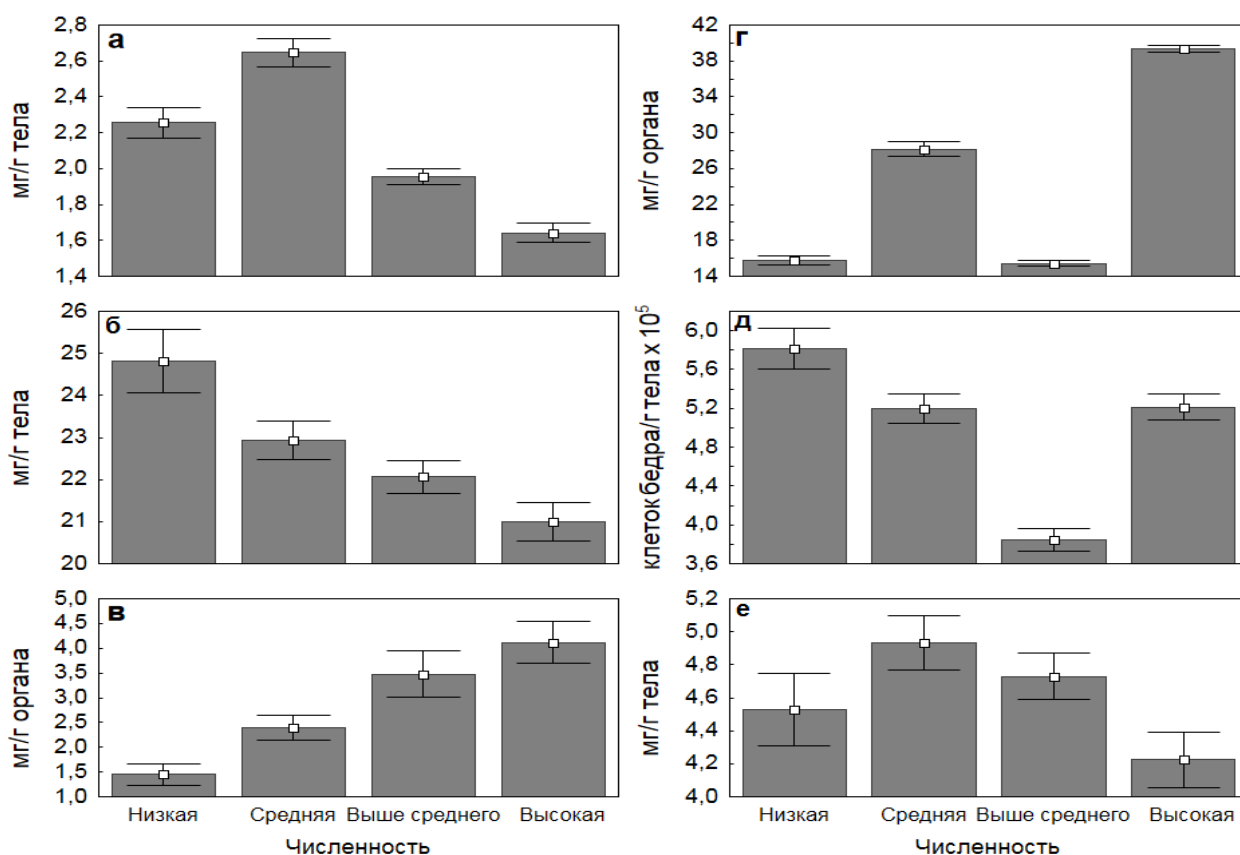 а
мг/г тела
2,8
2,6
2,4
2,2
2,0
1,8
1,6
1,4
б
мг/г тела
26
25
24
23
22
21
20
в
мг/г органа
5,0
4,5
4,0
3,5
3,0
2,5
2,0
1,5
1,0
Низкая Средняя Выше среднего Высокая
Численность
г
мг/г органа
42
38
34
28
26
22
16
14
д
клеток бедра/г тела х 10⁵
6,0
5,6
5,2
4,8
4,4
4,0
3,6
е
мг/г тела
5,2
5,0
4,8
4,6
4,4
4,2
4,0
Низкая Средняя Выше среднего Высокая
Численность